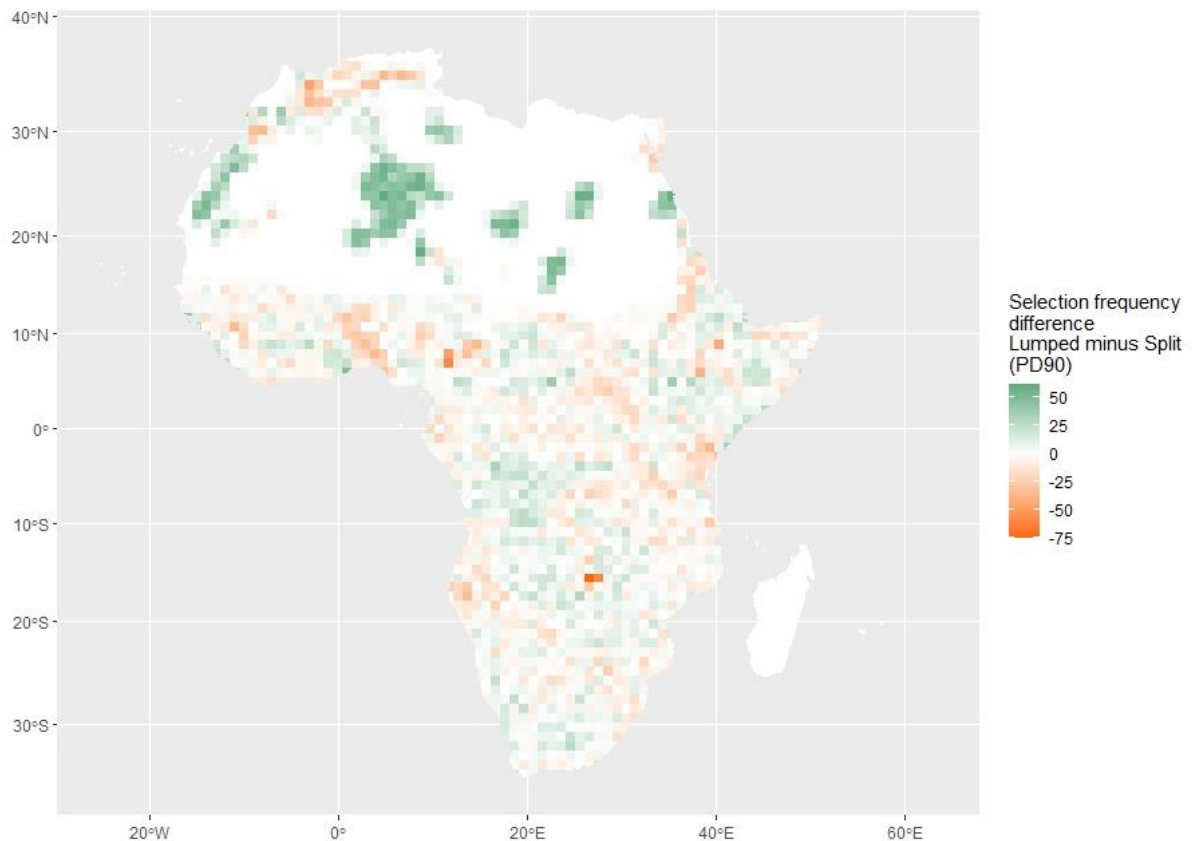 40°N
30°N
20°N
10°N
0°
10°S
20°S
30°S
20°W
0°
20°E
40°E
60°E
Selection frequency
difference
Lumped minus Split
(PD90)
50
25
0
-25
-50
-75